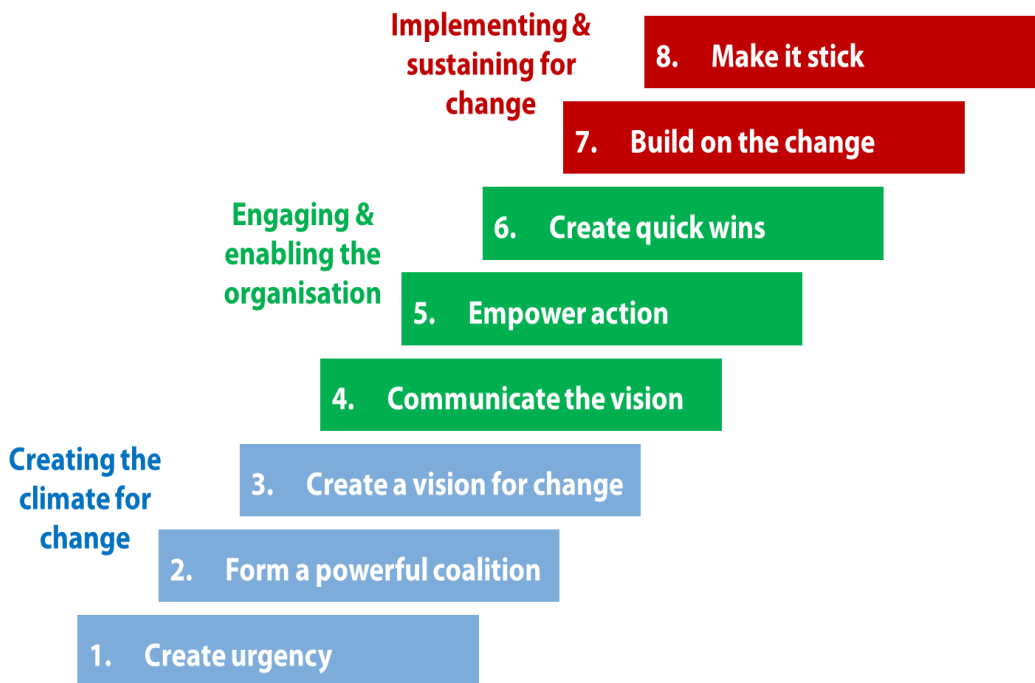 Implementing &
sustaining for
change
8. Make it stick
7. Build on the change
Engaging &
enabling the
organisation
6. Create quick wins
5. Empower action
4. Communicate the vision
Creating the
climate for
change
3. Create a vision for change
2. Form a powerful coalition
1. Create urgency